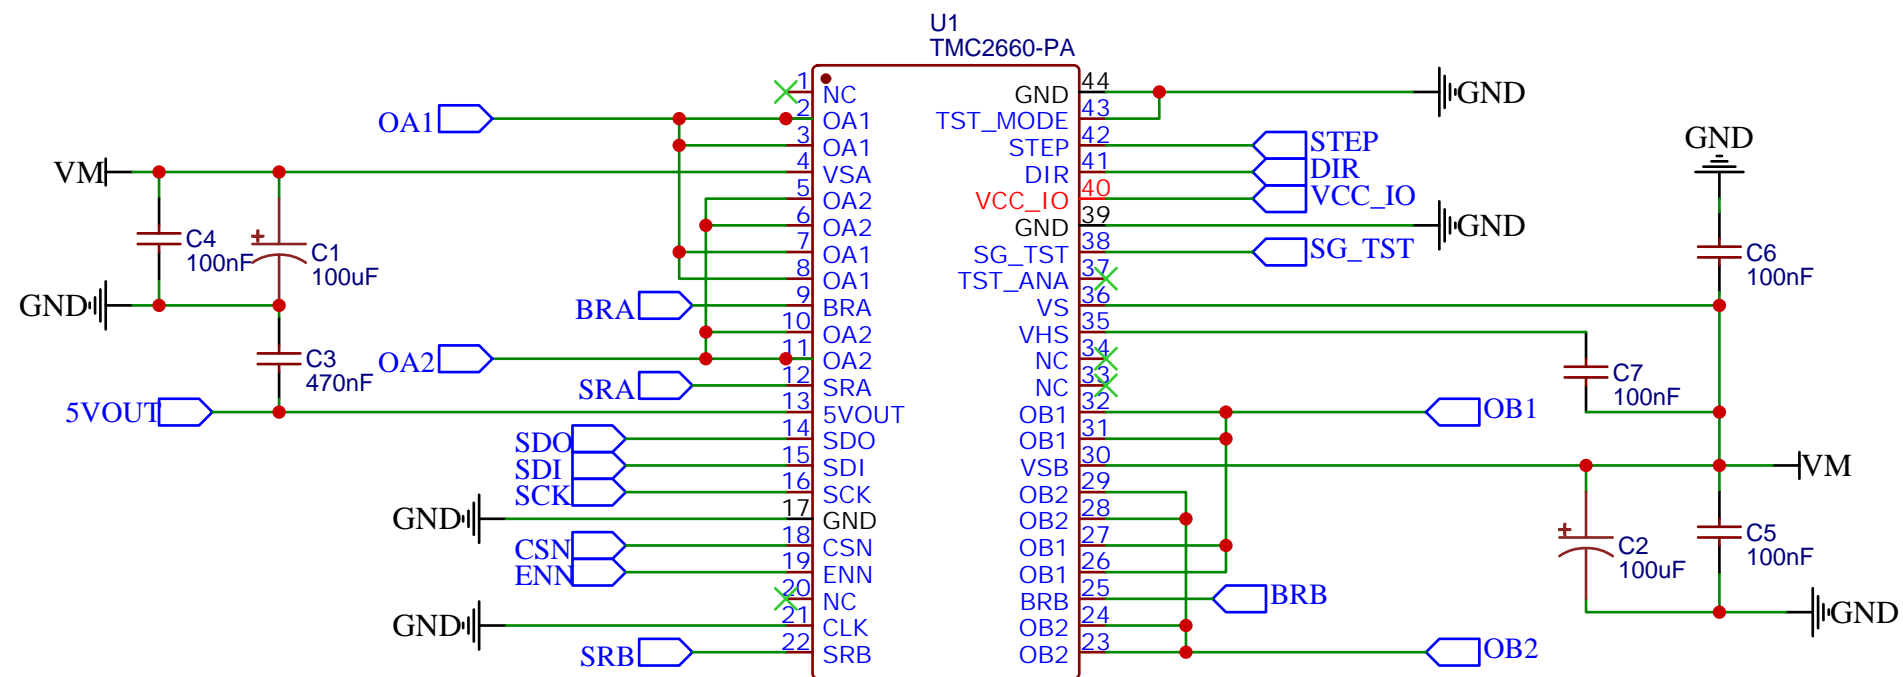 U1
TMC2660-PA
1 NC
2 OA1
3 OA1
4 VSA
5 OA2
6 OA2
7 OA1
8 OA1
9 BRA
10 OA2
11 OA2
12 SRA
13 5VOUT
14 SDO
15 SDI
16 SCK
17 GND
18 CSN
19 ENN
20 NC
21 CLK
22 SRB
GND 44
TST_MODE 43
STEP 42
DIR 41
VCC_IO 40
GND 39
SG_TST 38
TST_ANA 37
VS 36
VHS 35
NC 34
NC 33
OB1 32
OB1 31
VSB 30
OB2 29
OB2 28
OB1 27
OB1 26
BRB 25
OB2 24
OB2 23
OA1
VM
C4
100nF
+
C1
100uF
GND
BRA
C3
470nF
OA2
SRA
5VOUT
SDO
SDI
SCK
GND
CSN
ENN
GND
SRB
GND
STEP
DIR
VCC_IO
GND
SG_TST
GND
C6
100nF
C7
100nF
OB1
VM
+
C2
100uF
C5
100nF
BRB
GND
OB2